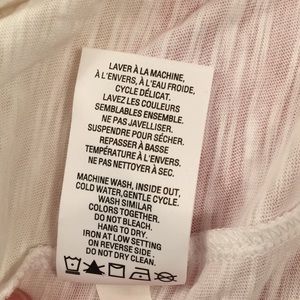 LAVER À LA MACHINE,
À L'ENVERS, À L'EAU FROIDE,
CYCLE DÉLICAT.
LAVEZ LES COULEURS
SEMBLABLES ENSEMBLE.
NE PAS JAVELLISER.
SUSPENDRE POUR SÉCHER.
REPASSER À BASSE
TEMPÉRATURE À L'ENVERS.
NE PAS NETTOYER À SEC.
MACHINE WASH, INSIDE OUT,
COLD WATER, GENTLE CYCLE.
WASH SIMILAR
COLORS TOGETHER.
DO NOT BLEACH.
HANG TO DRY.
IRON AT LOW SETTING
ON REVERSE SIDE.
DO NOT DRY CLEAN.